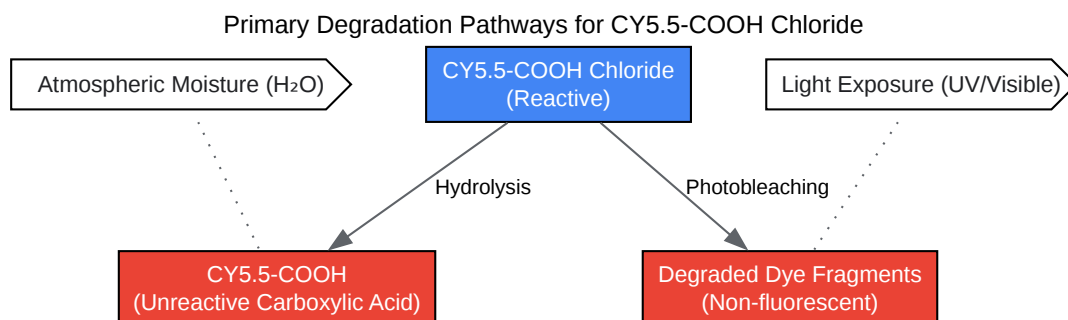 Primary Degradation Pathways for CY5.5-COOH Chloride
Atmospheric Moisture (H₂O)
CY5.5-COOH Chloride
(Reactive)
Light Exposure (UV/Visible)
Hydrolysis
Photobleaching
CY5.5-COOH
(Unreactive Carboxylic Acid)
Degraded Dye Fragments
(Non-fluorescent)